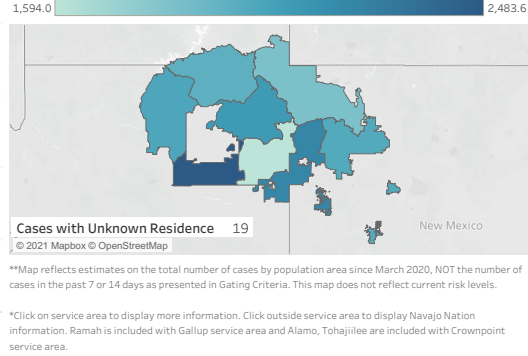 1,594.0 2,483.6
Cases with Unknown Residence 19
New Mexico
© 2021 Mapbox © OpenStreetMap
**Map reflects estimates on the total number of cases by population area since March 2020, NOT the number of
cases in the past 7 or 14 days as presented in Gating Criteria. This map does not reflect current risk levels.
*Click on service area to display more information. Click outside service area to display Navajo Nation
information. Ramah is included with Gallup service area and Alamo, Tohajiilee are included with Crownpoint
service area.